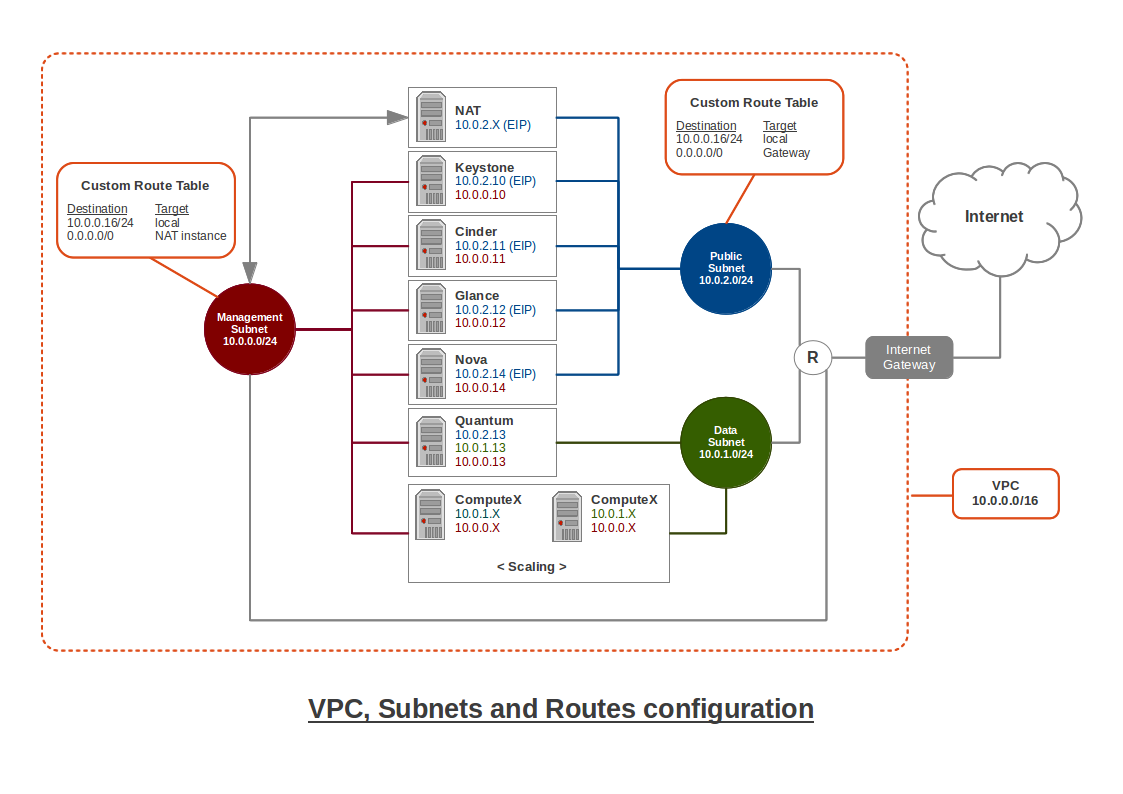 NAT
10.0.2.X (EIP)
Keystone
10.0.2.10 (EIP)
10.0.0.10
Cinder
10.0.2.11 (EIP)
10.0.0.11
Glance
10.0.2.12 (EIP)
10.0.0.12
Nova
10.0.2.14 (EIP)
10.0.0.14
Quantum
10.0.2.13
10.0.1.13
10.0.0.13
ComputeX
10.0.1.X
10.0.0.X
ComputeX
10.0.1.X
10.0.0.X
< Scaling >
Custom Route Table
Destination Target
10.0.0.16/24 local
0.0.0.0/0 NAT instance
Management
Subnet
10.0.0.0/24
Custom Route Table
Destination Target
10.0.0.16/24 local
0.0.0.0/0 Gateway
Public
Subnet
10.0.2.0/24
Data
Subnet
10.0.1.0/24
R
Internet
Gateway
Internet
VPC
10.0.0.0/16
VPC, Subnets and Routes configuration